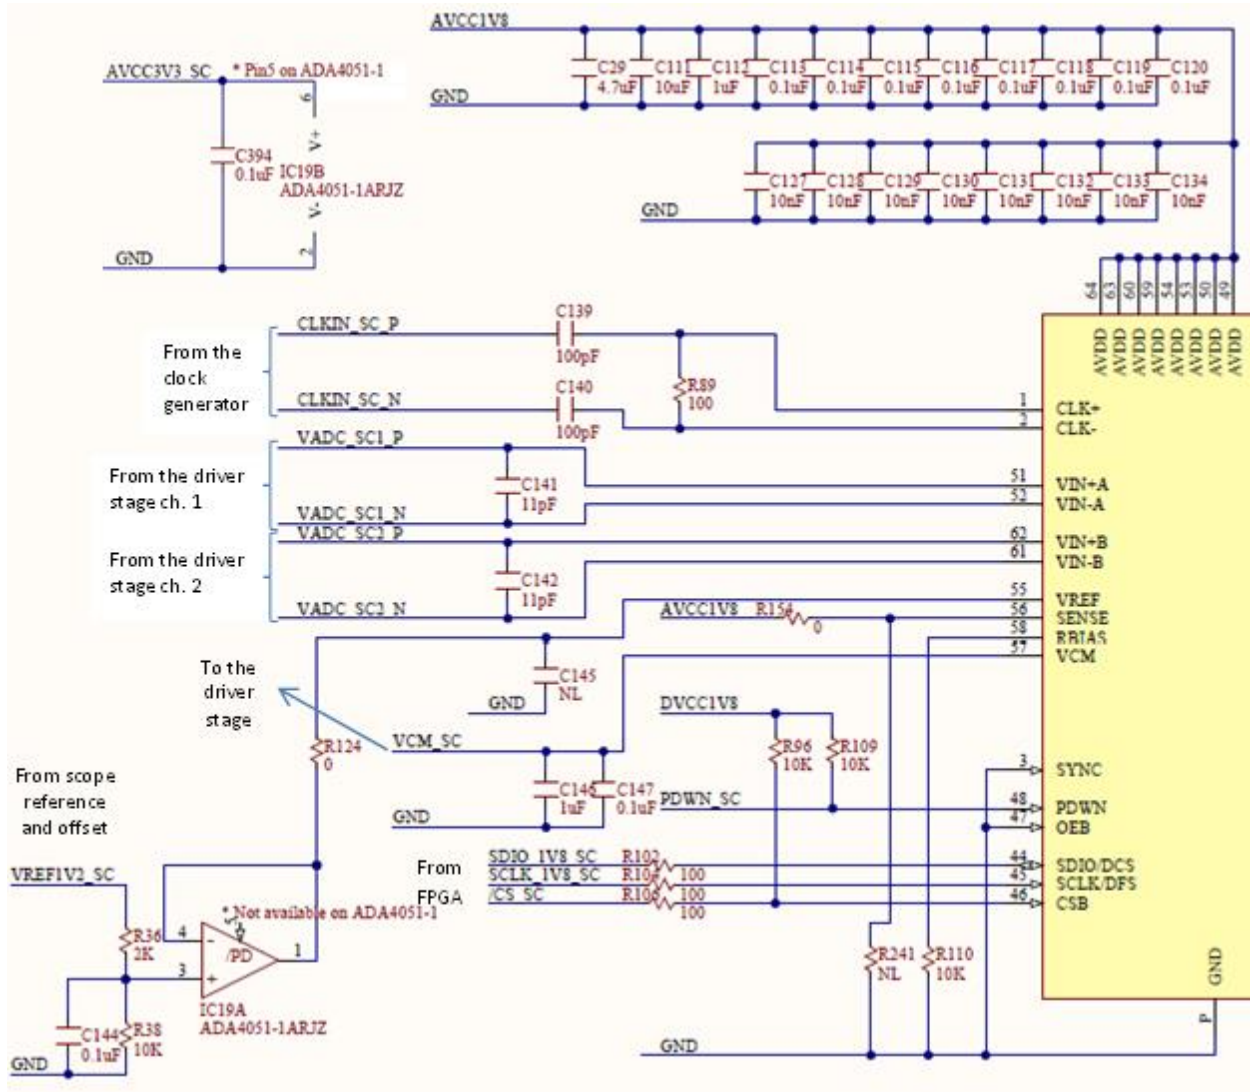 AVCC1V8
C29 C111 C112 C113 C114 C115 C116 C117 C118 C119 C120
4.7uF 10uF 1uF 0.1uF 0.1uF 0.1uF 0.1uF 0.1uF 0.1uF 0.1uF 0.1uF
GND
AVCC3V3_SC
* Pin5 on ADA4051-1
6
V+
C394
0.1uF
IC19B
ADA4051-1ARJZ
V-
2
GND
C127 C128 C129 C130 C131 C132 C133 C134
10nF 10nF 10nF 10nF 10nF 10nF 10nF 10nF
GND
64 63 60 59 54 53 50 49
AVDD AVDD AVDD AVDD AVDD AVDD AVDD AVDD
From the
clock
generator
CLKIN_SC_P
C139
100pF
CLKIN_SC_N
C140
100pF
R89
100
1 CLK+
2 CLK-
From the driver
stage ch. 1
VADC_SC1_P
C141
11pF
VADC_SC1_N
51 VIN+A
52 VIN-A
From the driver
stage ch. 2
VADC_SC2_P
C142
11pF
VADC_SC2_N
62 VIN+B
61 VIN-B
55 VREF
AVCC1V8
R154
0
56 SENSE
58 RBIAS
57 VCM
C145
NL
GND
To the
driver
stage
VCM_SC
C146
1uF
C147
0.1uF
GND
DVCC1V8
R96
10K
R109
10K
PDWN_SC
3 SYNC
48 PDWN
47 OEB
R124
0
From scope
reference
and offset
VREF1V2_SC
From
FPGA
SDIO_1V8_SC
R102
100
SCLK_1V8_SC
100
/CS_SC
100
44 SDIO/DCS
45 SCLK/DFS
46 CSB
* Not available on ADA4051-1
5
/PD
4 -
3 +
1
R36
2K
IC19A
ADA4051-1ARJZ
C144
0.1uF
R38
10K
GND
R241
NL
R110
10K
GND
GND
P